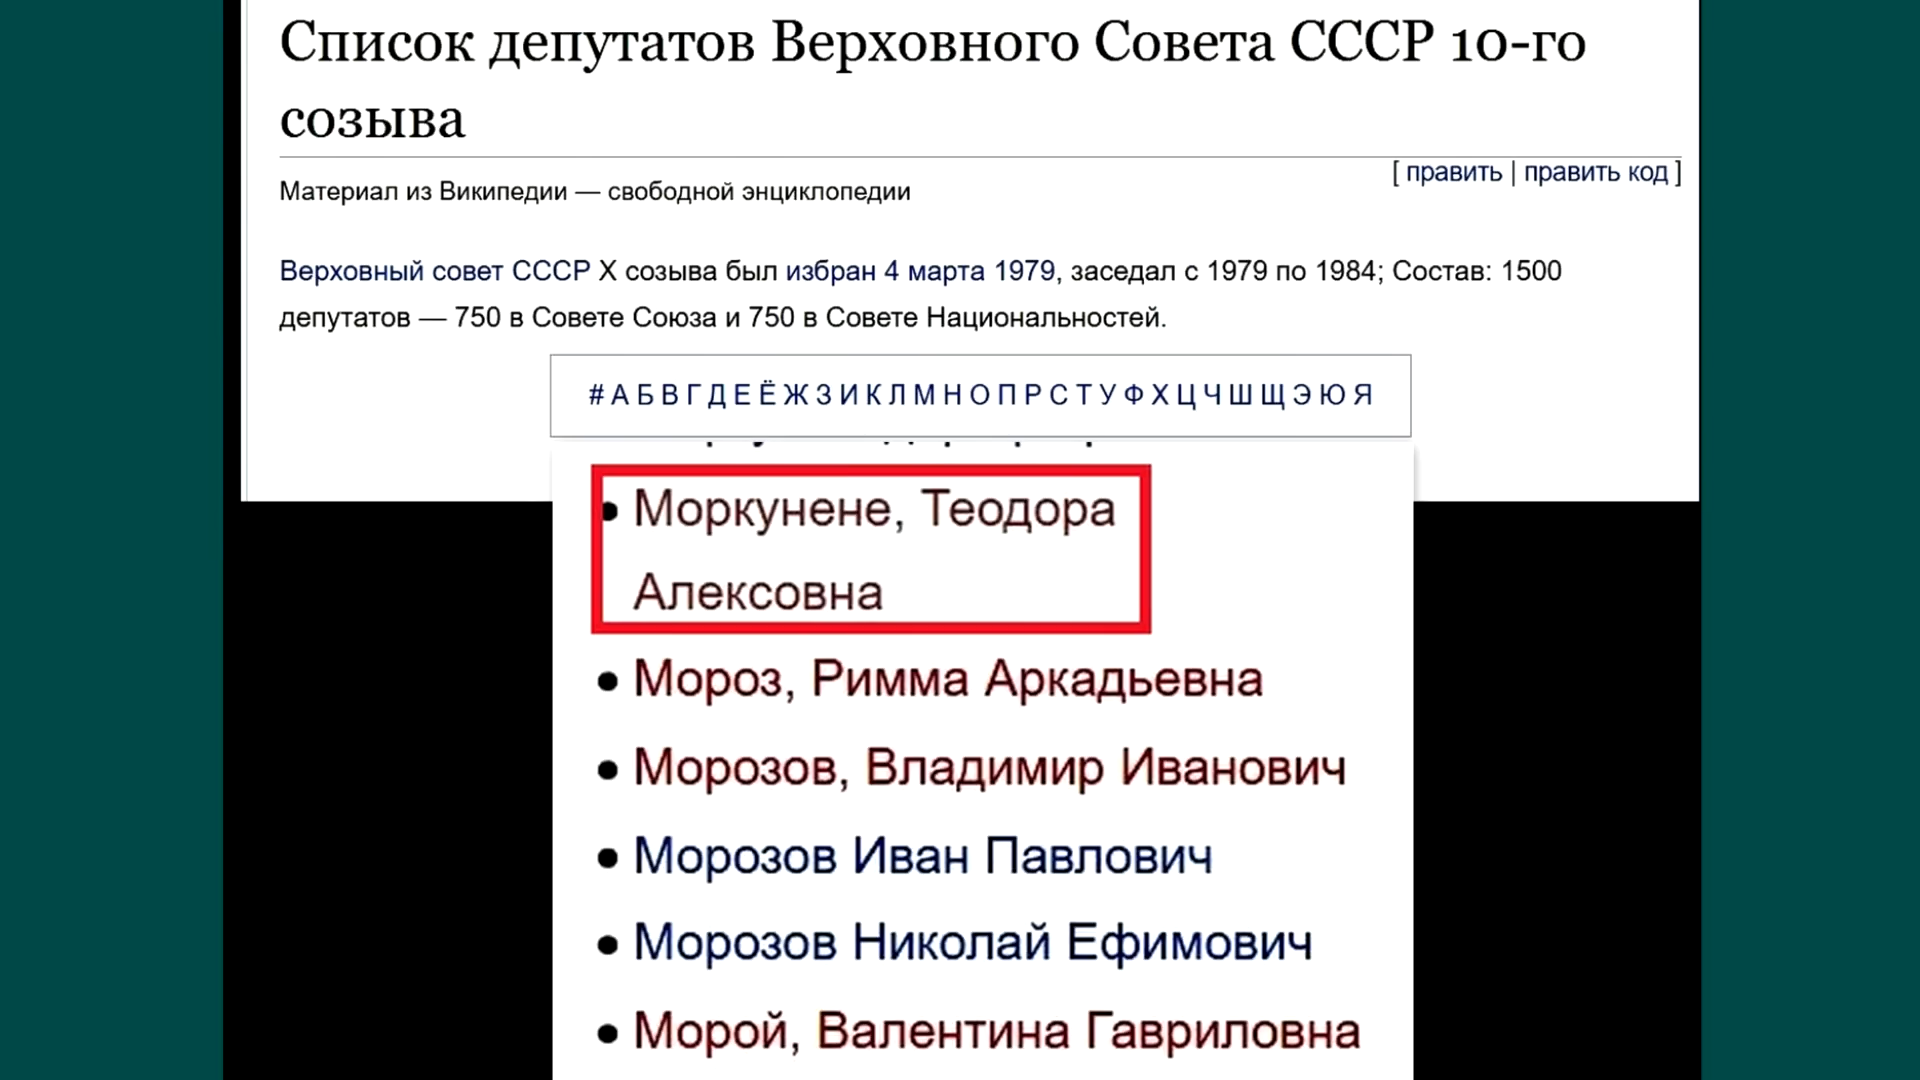 Список депутатов Верховного Совета СССР 10-го
созыва
[ править | править код ]
Материал из Википедии — свободной энциклопедии
Верховный совет СССР X созыва был избран 4 марта 1979, заседал с 1979 по 1984; Состав: 1500
депутатов — 750 в Совете Союза и 750 в Совете Национальностей.
# А Б В Г Д Е Ё Ж З И К Л М Н О П Р С Т У Ф Х Ц Ч Ш Щ Э Ю Я
• Моркунене, Теодора
Алексовна
• Мороз, Римма Аркадьевна
• Морозов, Владимир Иванович
• Морозов Иван Павлович
• Морозов Николай Ефимович
• Морой, Валентина Гавриловна